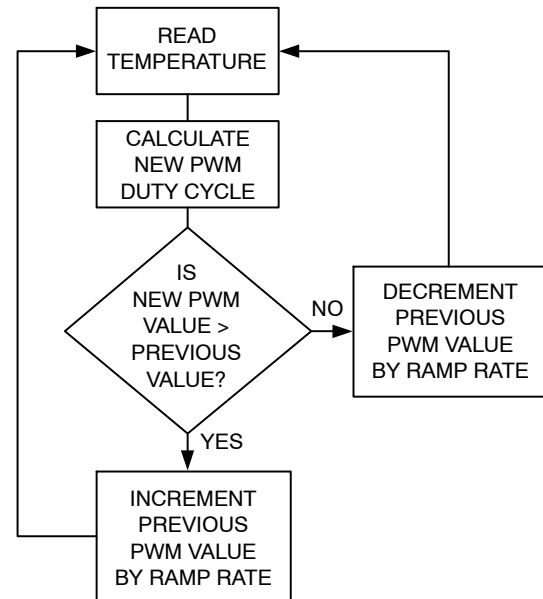 READ
TEMPERATURE
CALCULATE
NEW PWM
DUTY CYCLE
IS
NEW PWM
VALUE >
PREVIOUS
VALUE?
NO
DECREMENT
PREVIOUS
PWM VALUE
BY RAMP RATE
YES
INCREMENT
PREVIOUS
PWM VALUE
BY RAMP RATE